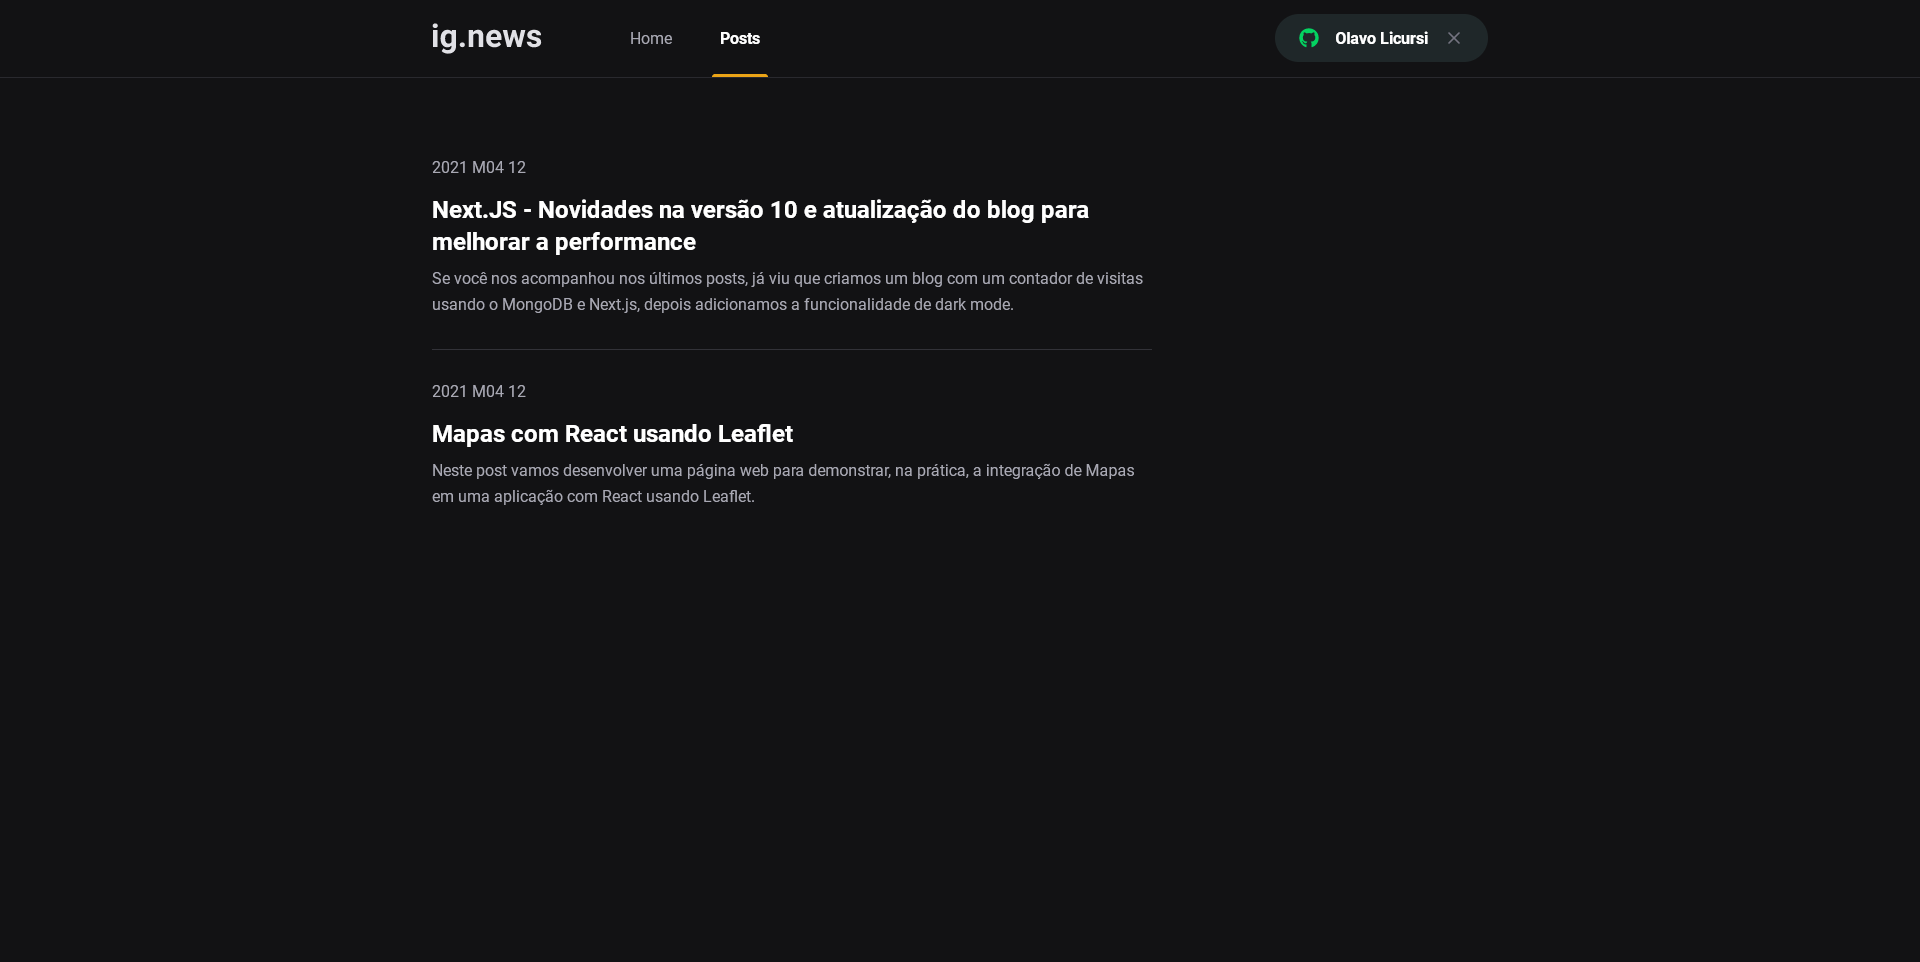 ig.news
Home
Posts
Olavo Licursi
2021 M04 12
Next.JS - Novidades na versão 10 e atualização do blog para
melhorar a performance
Se você nos acompanhou nos últimos posts, já viu que criamos um blog com um contador de visitas
usando o MongoDB e Next.js, depois adicionamos a funcionalidade de dark mode.
2021 M04 12
Mapas com React usando Leaflet
Neste post vamos desenvolver uma página web para demonstrar, na prática, a integração de Mapas
em uma aplicação com React usando Leaflet.